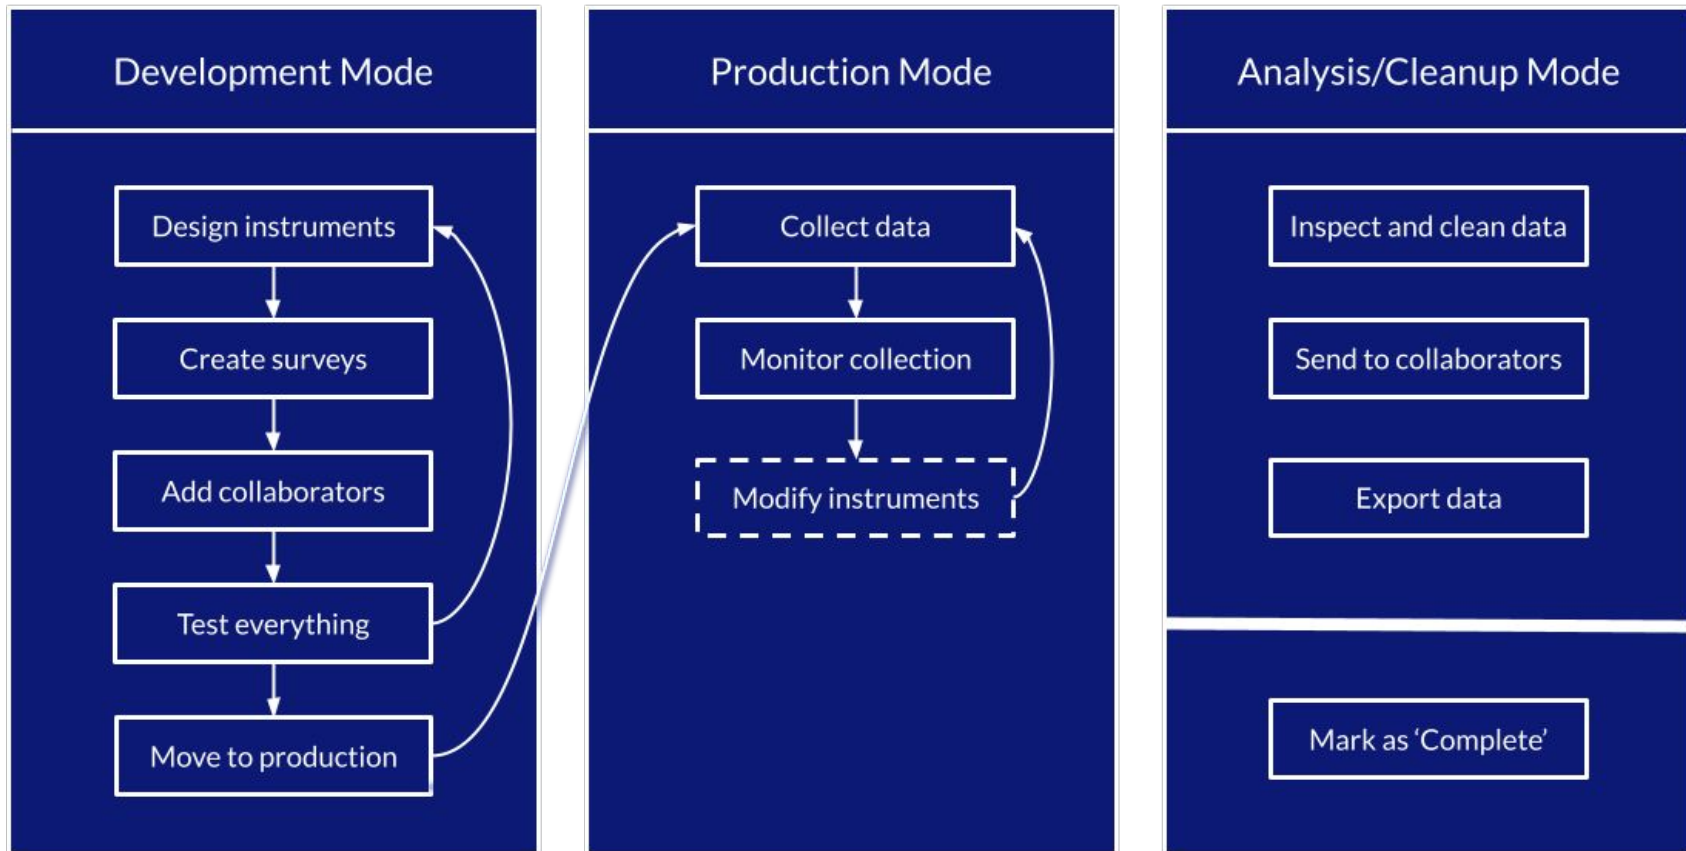 Development Mode
Design instruments
Create surveys
Add collaborators
Test everything
Move to production
Production Mode
Collect data
Monitor collection
Modify instruments
Analysis/Cleanup Mode
Inspect and clean data
Send to collaborators
Export data
Mark as ‘Complete’